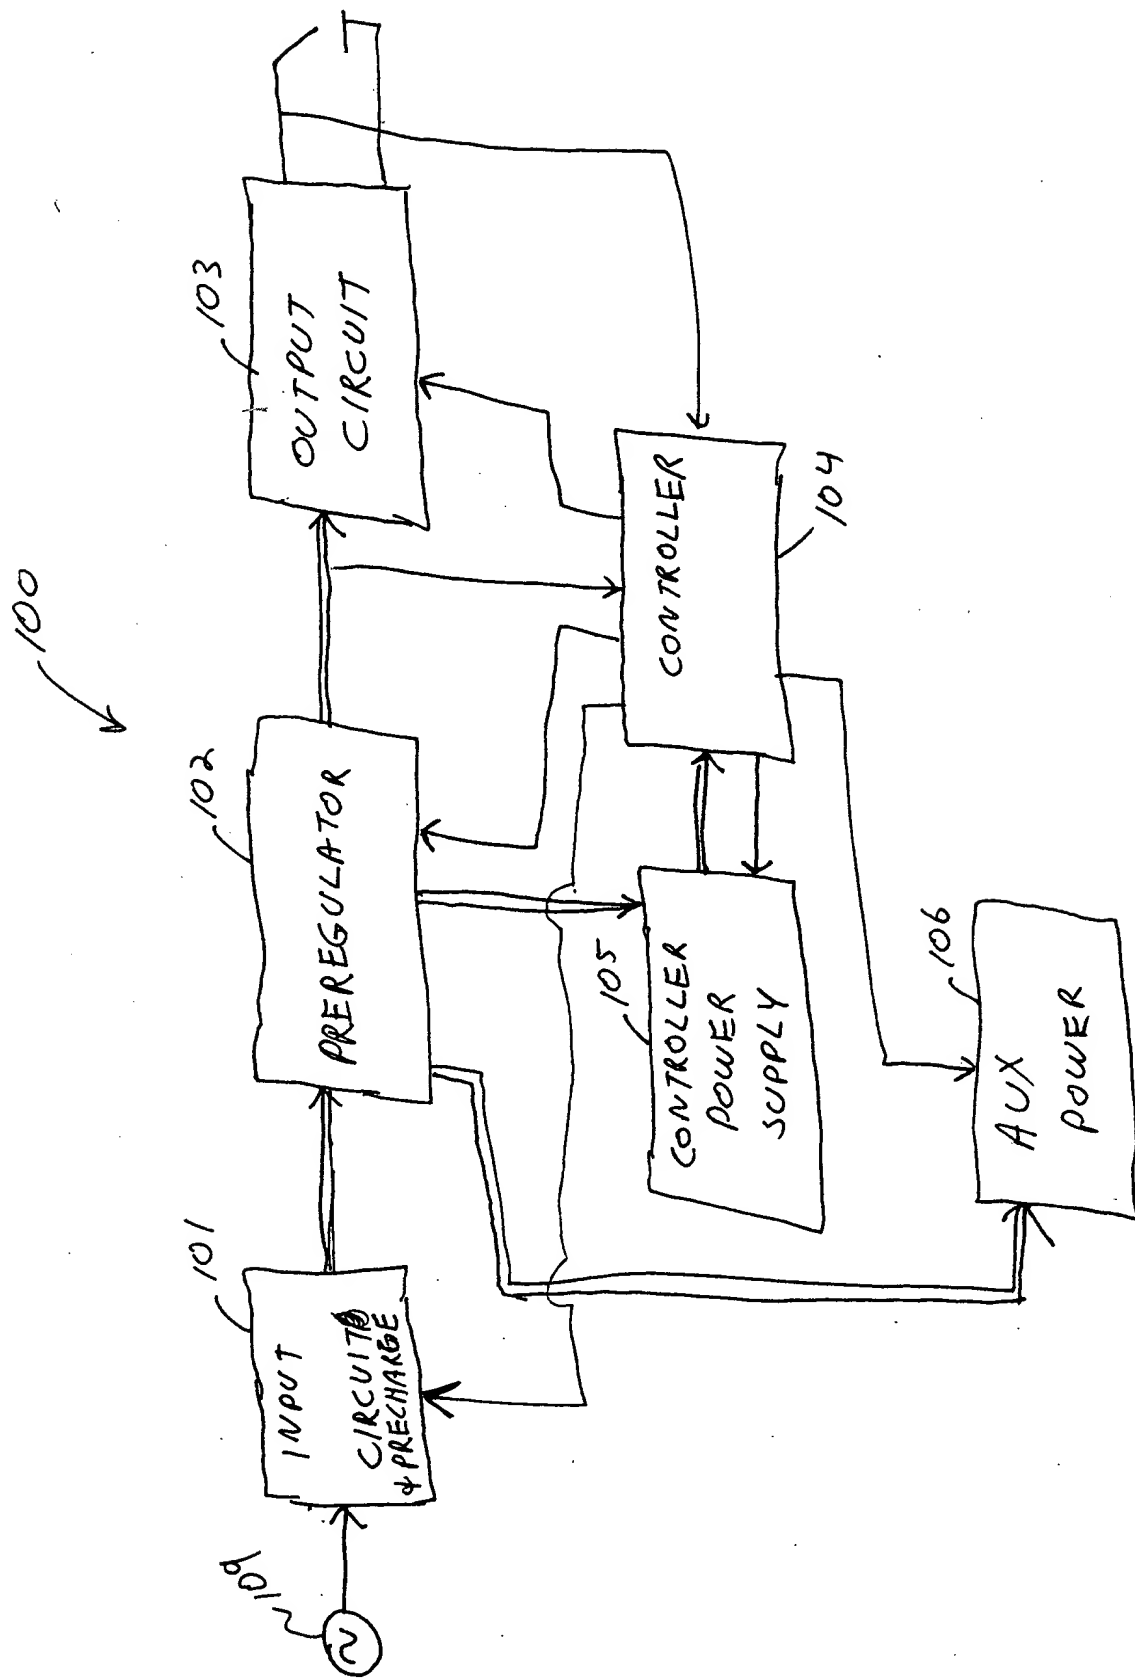 100
109
101
INPUT
CIRCUIT
+ PRECHARGE
102
PREREGULATOR
103
OUTPUT
CIRCUIT
104
CONTROLLER
105
CONTROLLER
POWER
SUPPLY
106
AUX
POWER